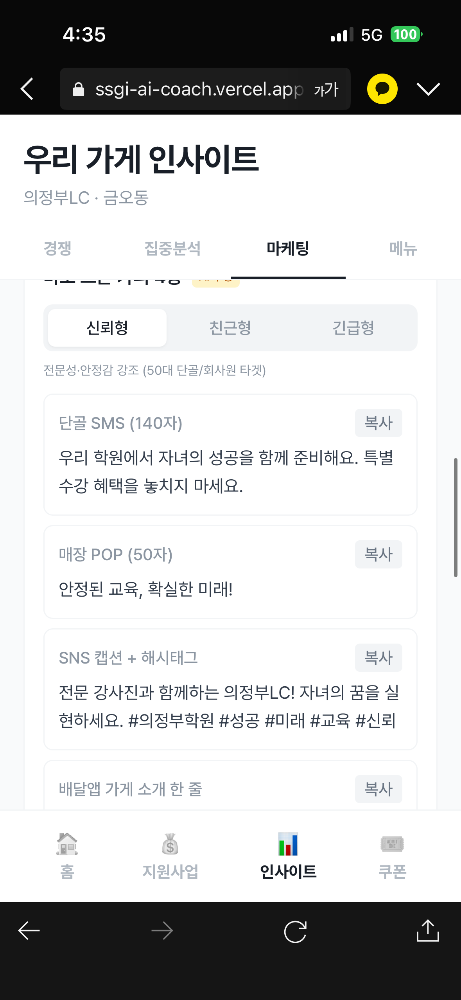 4:35
5G
100
ssgi-ai-coach.vercel.app
가가
우리 가게 인사이트
의정부LC · 금오동
경쟁
집중분석
마케팅
메뉴
신뢰형
친근형
긴급형
전문성·안정감 강조 (50대 단골/회사원 타겟)
단골 SMS (140자)
복사
우리 학원에서 자녀의 성공을 함께 준비해요. 특별
수강 혜택을 놓치지 마세요.
매장 POP (50자)
복사
안정된 교육, 확실한 미래!
SNS 캡션 + 해시태그
복사
전문 강사진과 함께하는 의정부LC! 자녀의 꿈을 실
현하세요. #의정부학원 #성공 #미래 #교육 #신뢰
배달앱 가게 소개 한 줄
복사
ADMIT
ONE
홈
지원사업
인사이트
쿠폰